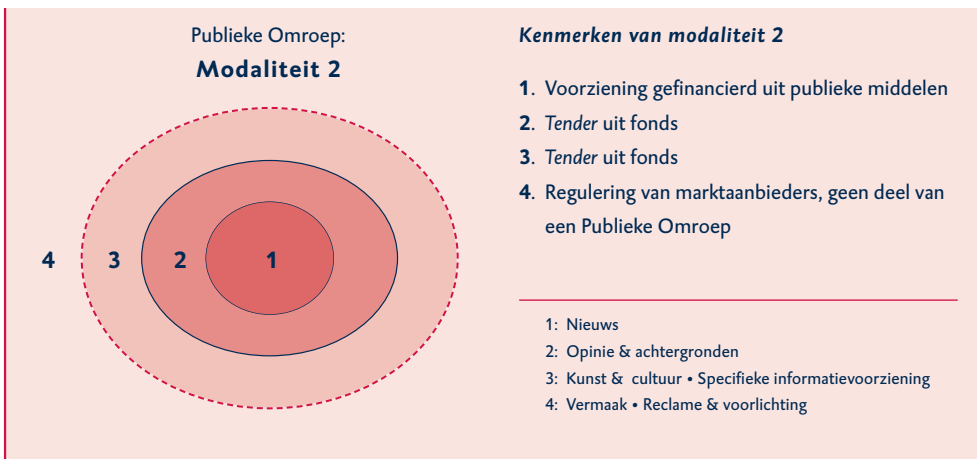 Publieke Omroep:
Modaliteit 2
4 3 2 1
Kenmerken van modaliteit 2
1. Voorziening gefinancierd uit publieke middelen
2. Tender uit fonds
3. Tender uit fonds
4. Regulering van marktaanbieders, geen deel van
een Publieke Omroep
1: Nieuws
2: Opinie & achtergronden
3: Kunst & cultuur • Specifieke informatievoorziening
4: Vermaak • Reclame & voorlichting